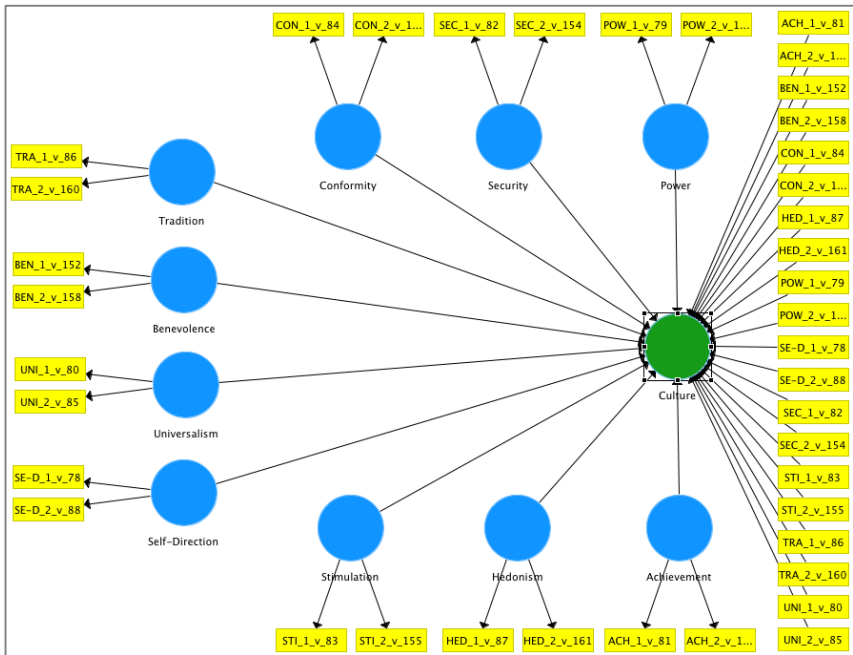 CON_1_v_84
CON_2_v_1...
SEC_1_v_82
SEC_2_v_154
POW_1_v_79
POW_2_v_1...
ACH_1_v_81
ACH_2_v_1...
BEN_1_v_152
BEN_2_v_158
CON_1_v_84
CON_2_v_1...
HED_1_v_87
HED_2_v_161
POW_1_v_79
POW_2_v_1...
SE-D_1_v_78
SE-D_2_v_88
SEC_1_v_82
SEC_2_v_154
STI_1_v_83
STI_2_v_155
TRA_1_v_86
TRA_2_v_160
UNI_1_v_80
UNI_2_v_85
Conformity
Security
Power
TRA_1_v_86
TRA_2_v_160
Tradition
BEN_1_v_152
BEN_2_v_158
Benevolence
UNI_1_v_80
UNI_2_v_85
Universalism
Culture
SE-D_1_v_78
SE-D_2_v_88
Self-Direction
Stimulation
Hedonism
Achievement
STI_1_v_83
STI_2_v_155
HED_1_v_87
HED_2_v_161
ACH_1_v_81
ACH_2_v_1...